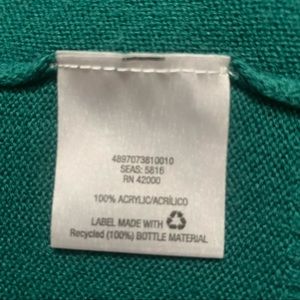 4897073810010
SEAS: 5816
RN 42000
100% ACRYLIC/ACRÍLICO
LABEL MADE WITH
Recycled (100%) BOTTLE MATERIAL